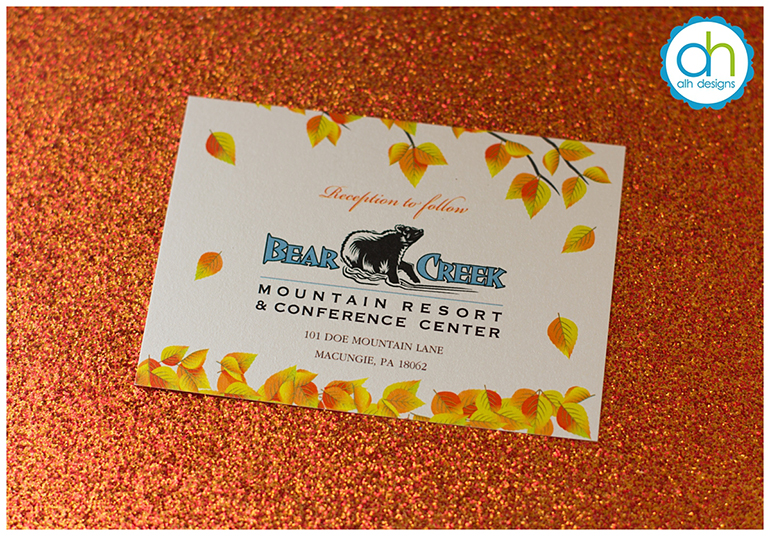 ah
alh designs
Reception to follow
BEAR CREEK
MOUNTAIN RESORT
& CONFERENCE CENTER
101 DOE MOUNTAIN LANE
MACUNGIE, PA 18062